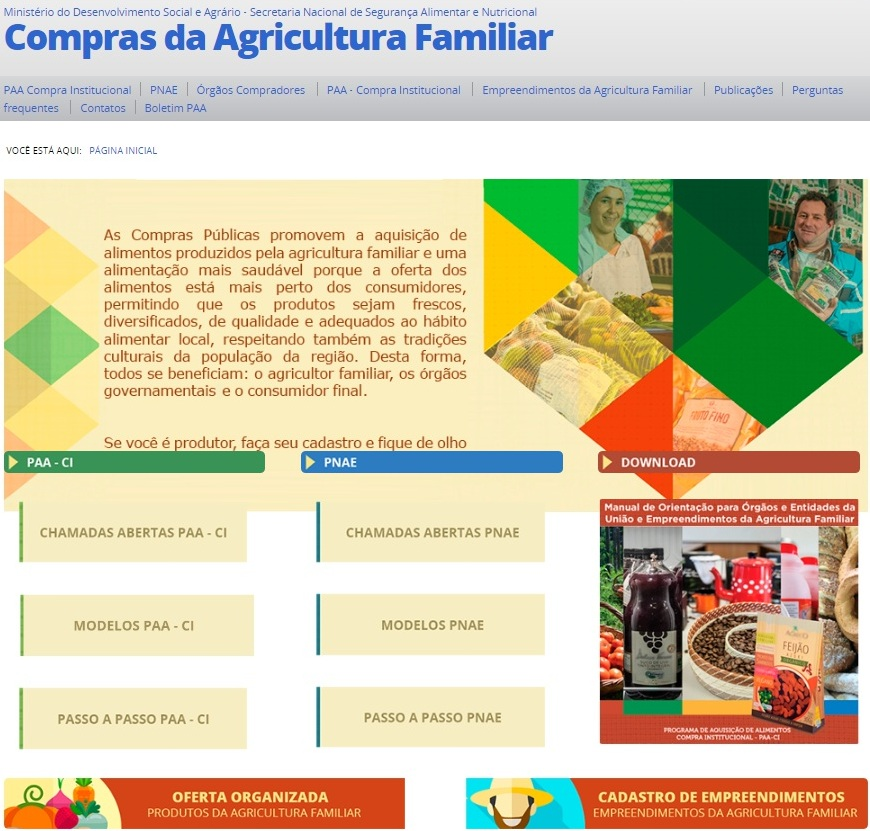 Ministério do Desenvolvimento Social e Agrário - Secretaria Nacional de Segurança Alimentar e Nutricional
Compras da Agricultura Familiar
PAA Compra Institucional
PNAE
Órgãos Compradores
PAA - Compra Institucional
Empreendimentos da Agricultura Familiar
Publicações
Perguntas
frequentes
Contatos
Boletim PAA
VOCÊ ESTÁ AQUI: PÁGINA INICIAL
As Compras Públicas promovem a aquisição de
alimentos produzidos pela agricultura familiar e uma
alimentação mais saudável porque a oferta dos
alimentos está mais perto dos consumidores,
permitindo que os produtos sejam frescos,
diversificados, de qualidade e adequados ao hábito
alimentar local, respeitando também as tradições
culturais da população da região. Desta forma,
todos se beneficiam: o agricultor familiar, os órgãos
governamentais e o consumidor final.
Se você é produtor, faça seu cadastro e fique de olho
PAA - CI
CHAMADAS ABERTAS PAA - CI
MODELOS PAA - CI
PASSO A PASSO PAA - CI
PNAE
CHAMADAS ABERTAS PNAE
MODELOS PNAE
PASSO A PASSO PNAE
DOWNLOAD
Manual de Orientação para Órgãos e Entidades da
União e Empreendimentos da Agricultura Familiar
FEIJÃO
PROGRAMA DE AQUISIÇÃO DE ALIMENTOS
COMPRA INSTITUCIONAL - PAA-CI
OFERTA ORGANIZADA
PRODUTOS DA AGRICULTURA FAMILIAR
CADASTRO DE EMPREENDIMENTOS
EMPREENDIMENTOS DA AGRICULTURA FAMILIAR